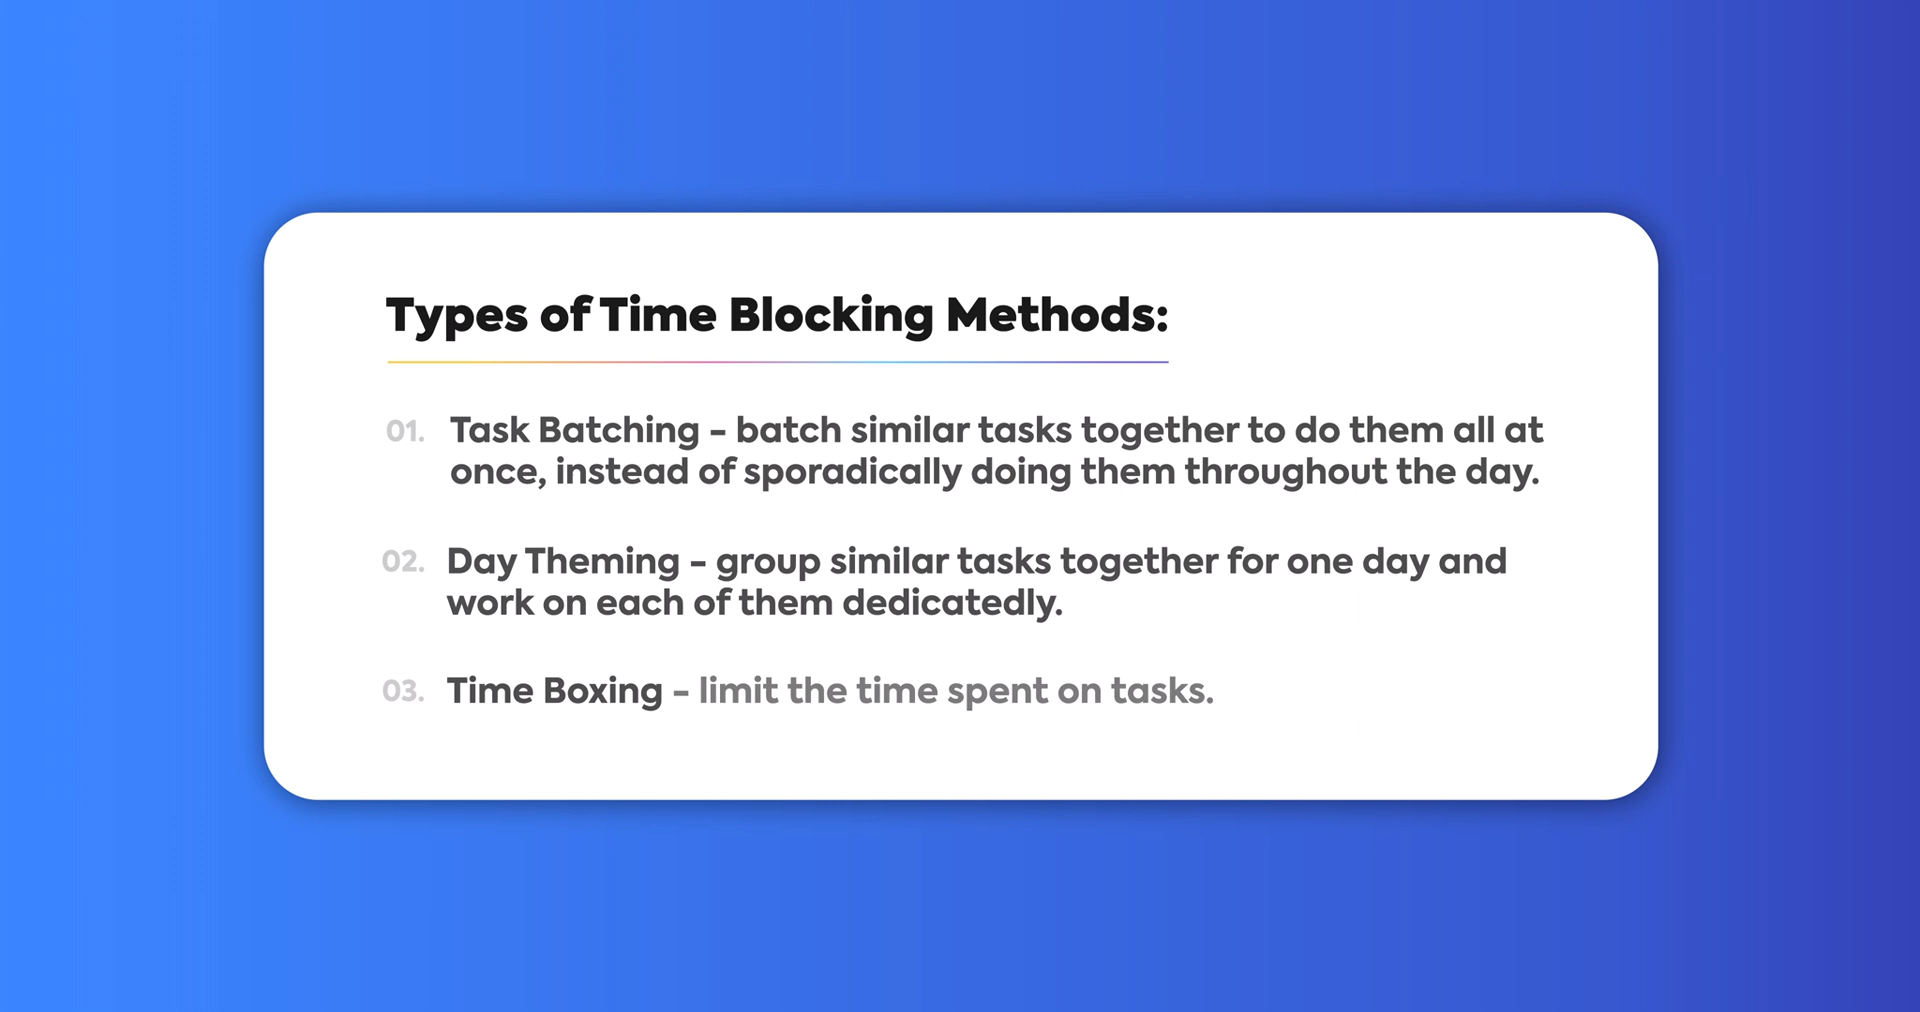 Types of Time Blocking Methods:
01. Task Batching - batch similar tasks together to do them all at
once, instead of sporadically doing them throughout the day.
02. Day Theming - group similar tasks together for one day and
work on each of them dedicatedly.
03. Time Boxing - limit the time spent on tasks.